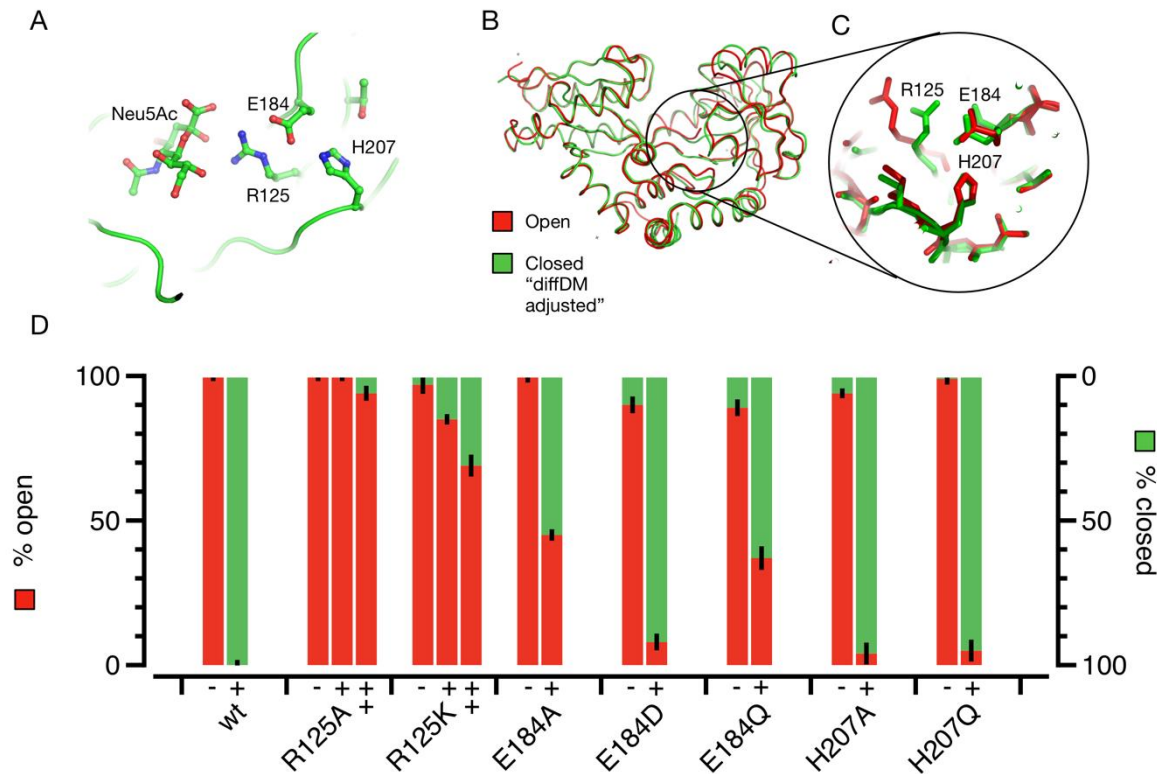 A
Neu5Ac
E184
H207
R125
B
Open
Closed
“diffDM
adjusted”
C
R125
E184
H207
D
100
50
0
% open
0
50
100
% closed
- +
- + ++
- + ++
- +
- +
- +
- +
- +
wt
R125A
R125K
E184A
E184D
E184Q
H207A
H207Q